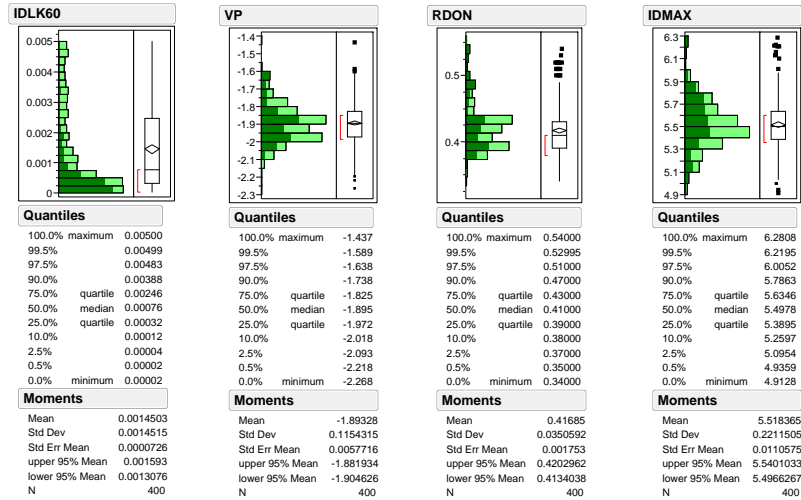 IDLK60
0.005
0.004
0.003
0.002
0.001
0
Quantiles
100.0% maximum 0.00500
99.5% 0.00499
97.5% 0.00483
90.0% 0.00388
75.0% quartile 0.00246
50.0% median 0.00076
25.0% quartile 0.00032
10.0% 0.00012
2.5% 0.00004
0.5% 0.00002
0.0% minimum 0.00002
Moments
Mean 0.0014503
Std Dev 0.0014515
Std Err Mean 0.0000726
upper 95% Mean 0.001593
lower 95% Mean 0.0013076
N 400
VP
-1.4
-1.5
-1.6
-1.7
-1.8
-1.9
-2
-2.1
-2.2
-2.3
Quantiles
100.0% maximum -1.437
99.5% -1.589
97.5% -1.638
90.0% -1.738
75.0% quartile -1.825
50.0% median -1.895
25.0% quartile -1.972
10.0% -2.018
2.5% -2.093
0.5% -2.218
0.0% minimum -2.268
Moments
Mean -1.89328
Std Dev 0.1154315
Std Err Mean 0.0057716
upper 95% Mean -1.881934
lower 95% Mean -1.904626
N 400
RDON
0.5
0.4
Quantiles
100.0% maximum 0.54000
99.5% 0.52995
97.5% 0.51000
90.0% 0.47000
75.0% quartile 0.43000
50.0% median 0.41000
25.0% quartile 0.39000
10.0% 0.38000
2.5% 0.37000
0.5% 0.35000
0.0% minimum 0.34000
Moments
Mean 0.41685
Std Dev 0.0350592
Std Err Mean 0.001753
upper 95% Mean 0.4202962
lower 95% Mean 0.4134038
N 400
IDMAX
6.3
6.1
5.9
5.7
5.5
5.3
5.1
4.9
Quantiles
100.0% maximum 6.2808
99.5% 6.2195
97.5% 6.0052
90.0% 5.7863
75.0% quartile 5.6346
50.0% median 5.4978
25.0% quartile 5.3895
10.0% 5.2597
2.5% 5.0954
0.5% 4.9359
0.0% minimum 4.9128
Moments
Mean 5.518365
Std Dev 0.2211505
Std Err Mean 0.0110575
upper 95% Mean 5.5401033
lower 95% Mean 5.4966267
N 400